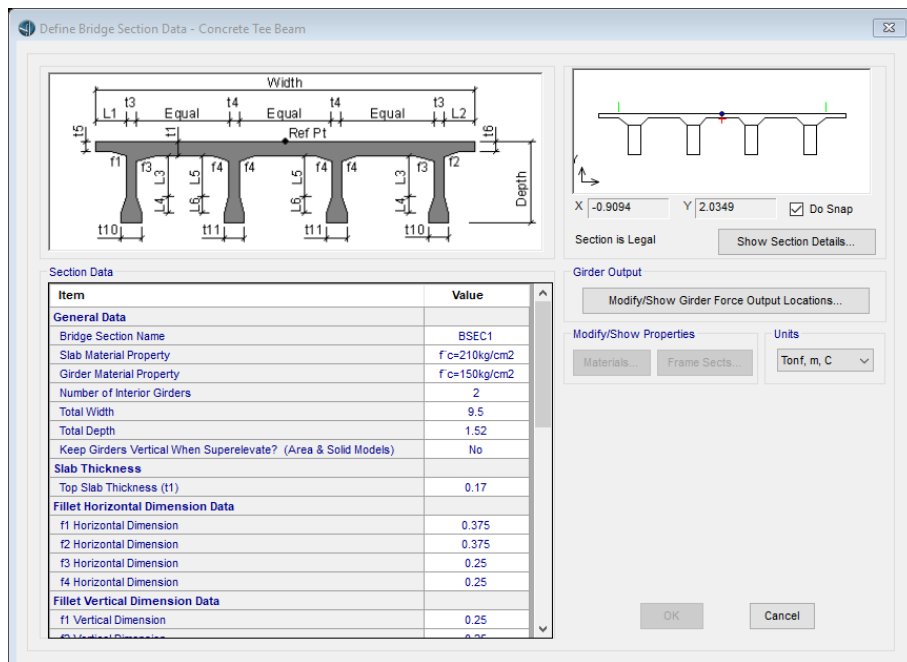 Define Bridge Section Data - Concrete Tee Beam
Width
L1 t3 Equal t4 Equal t4 Equal t3 L2
t5 t1 Ref Pt t6
f1 f3 f4 f4 f4 f4 f3 f2
L3 L5 L5 L3
L4 L6 L6 L4
Depth
t10 t11 t11 t10
Y
X -0.9094 Y 2.0349 Do Snap
Section is Legal Show Section Details...
Section Data
Item Value
General Data
Bridge Section Name BSEC1
Slab Material Property f´c=210kg/cm2
Girder Material Property f´c=150kg/cm2
Number of Interior Girders 2
Total Width 9.5
Total Depth 1.52
Keep Girders Vertical When Superelevate? (Area & Solid Models) No
Slab Thickness
Top Slab Thickness (t1) 0.17
Fillet Horizontal Dimension Data
f1 Horizontal Dimension 0.375
f2 Horizontal Dimension 0.375
f3 Horizontal Dimension 0.25
f4 Horizontal Dimension 0.25
Fillet Vertical Dimension Data
f1 Vertical Dimension 0.25
Girder Output
Modify/Show Girder Force Output Locations...
Modify/Show Properties
Materials... Frame Sects...
Units
Tonf, m, C
OK Cancel